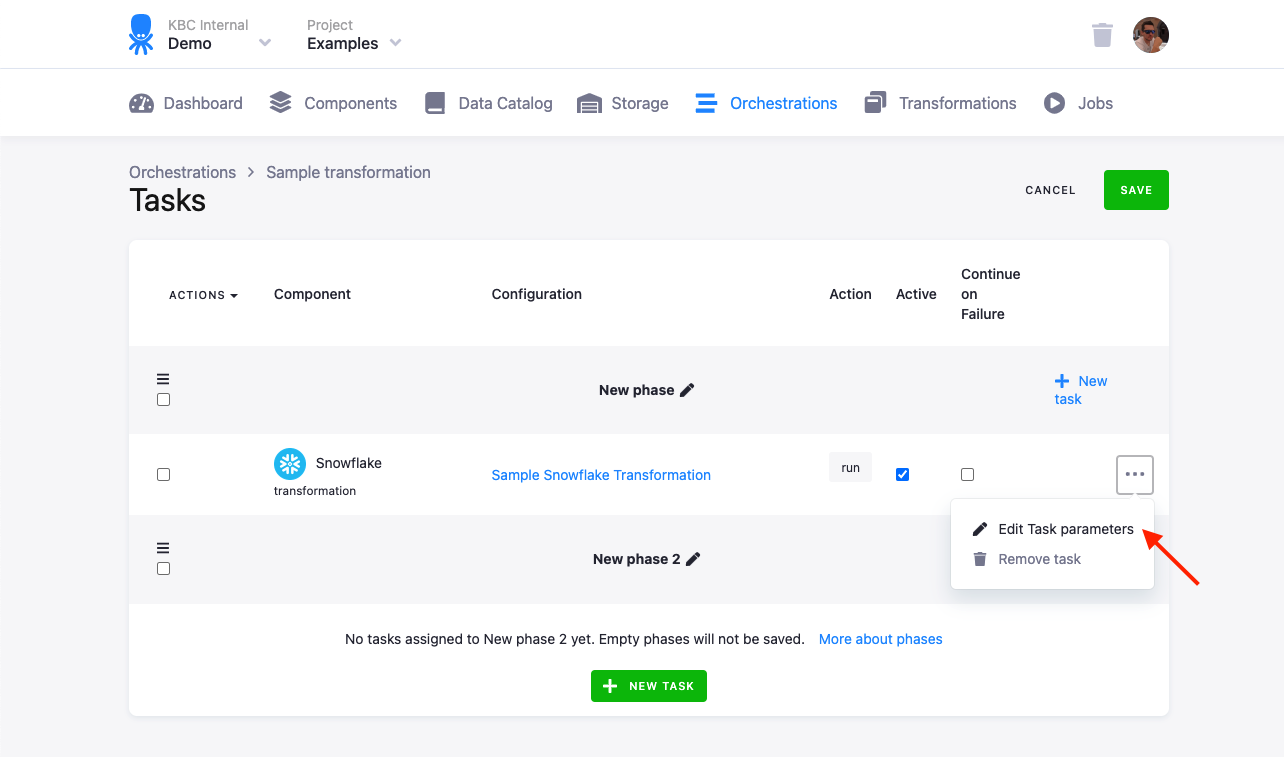 KBC Internal
Demo
Project
Examples
Dashboard
Components
Data Catalog
Storage
Orchestrations
Transformations
Jobs
Orchestrations > Sample transformation
Tasks
CANCEL
SAVE
ACTIONS
Component
Configuration
Action
Active
Continue
on
Failure
New phase
New
task
Snowflake
transformation
Sample Snowflake Transformation
run
Edit Task parameters
Remove task
New phase 2
No tasks assigned to New phase 2 yet. Empty phases will not be saved. More about phases
NEW TASK